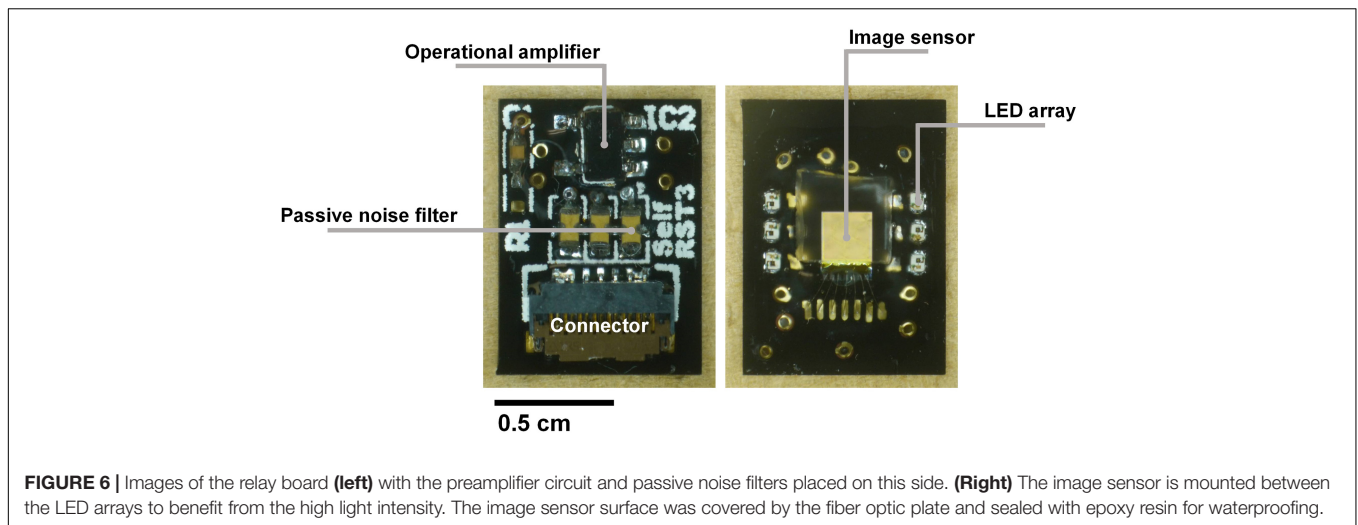 Image sensor
Operational amplifier
LED array
IC2
Passive noise filter
R1
Self
RST3
Connector
0.5 cm
FIGURE 6 | Images of the relay board (left) with the preamplifier circuit and passive noise filters placed on this side. (Right) The image sensor is mounted between
the LED arrays to benefit from the high light intensity. The image sensor surface was covered by the fiber optic plate and sealed with epoxy resin for waterproofing.